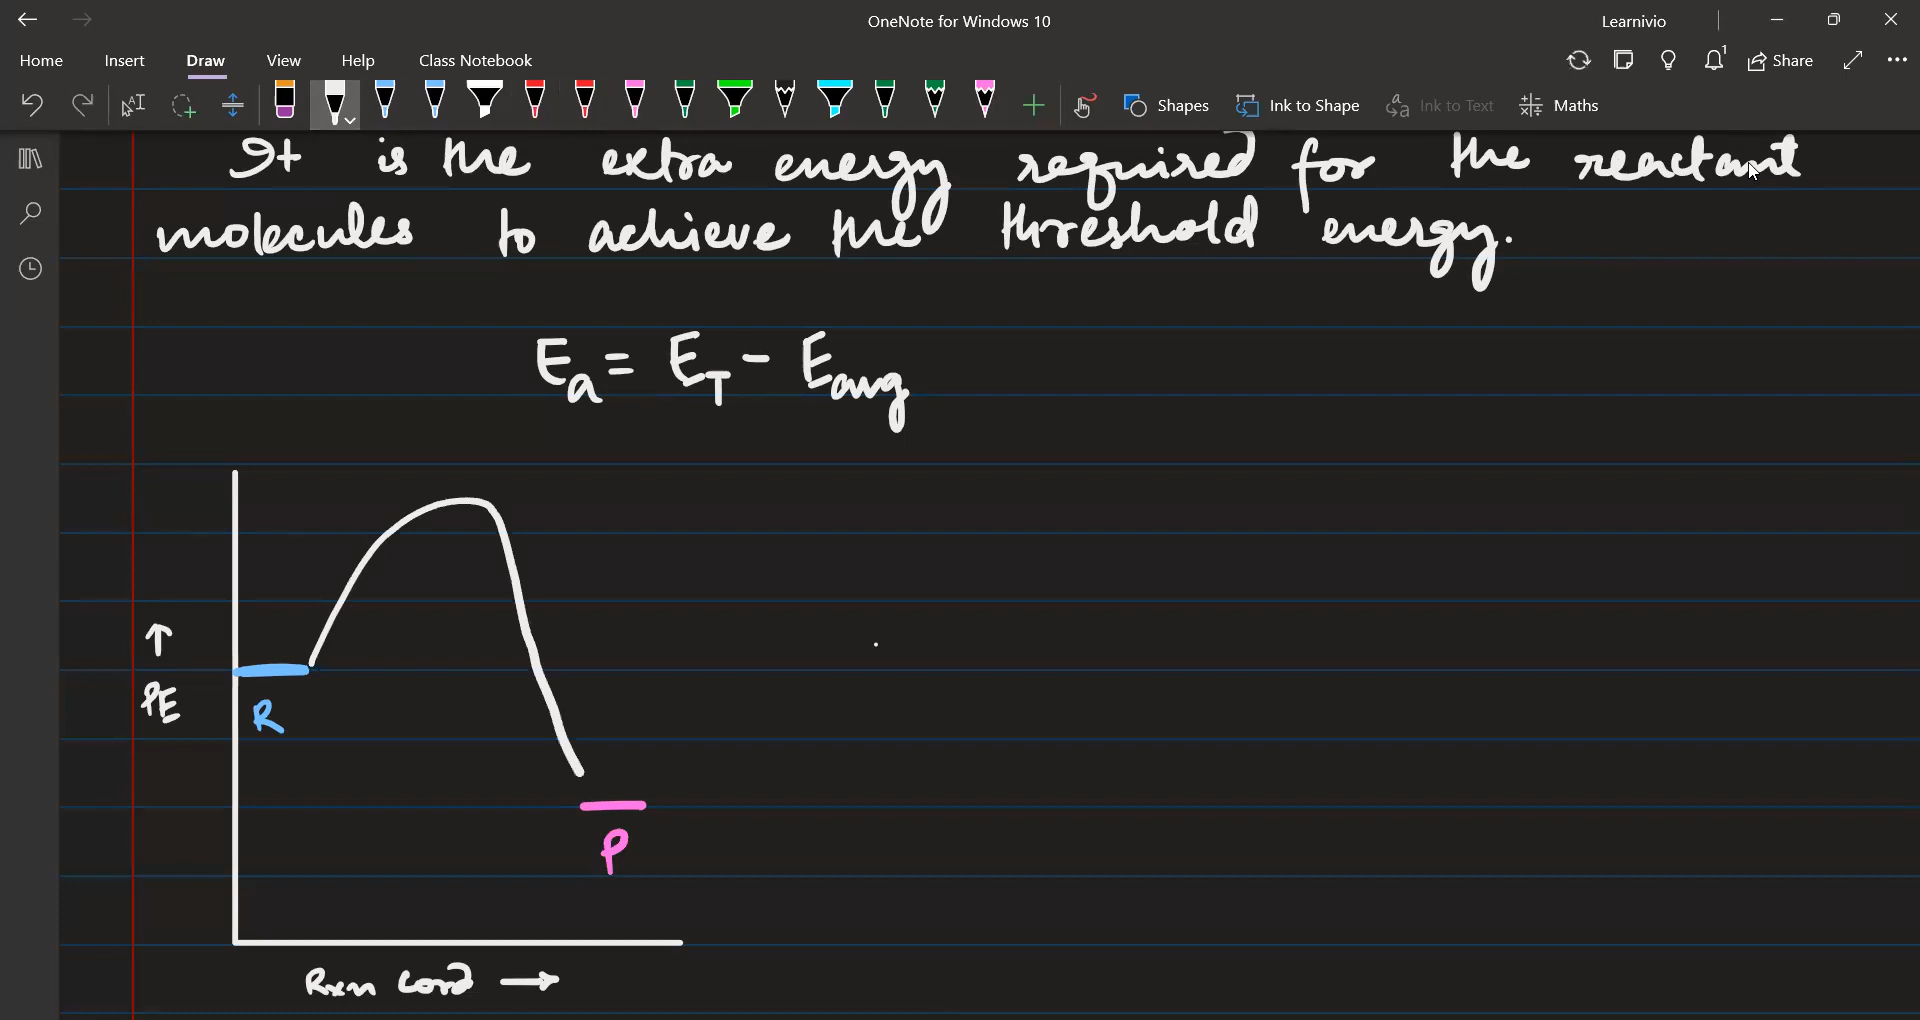 OneNote for Windows 10
Learnivio
Home Insert Draw View Help Class Notebook
1
Share
Shapes Ink to Shape Ink to Text Maths
It is the extra energy required for the reactant
molecules to achieve the threshold energy.
Ea = ET - Eavg
↑
PE
R
P
Rxn Cord →